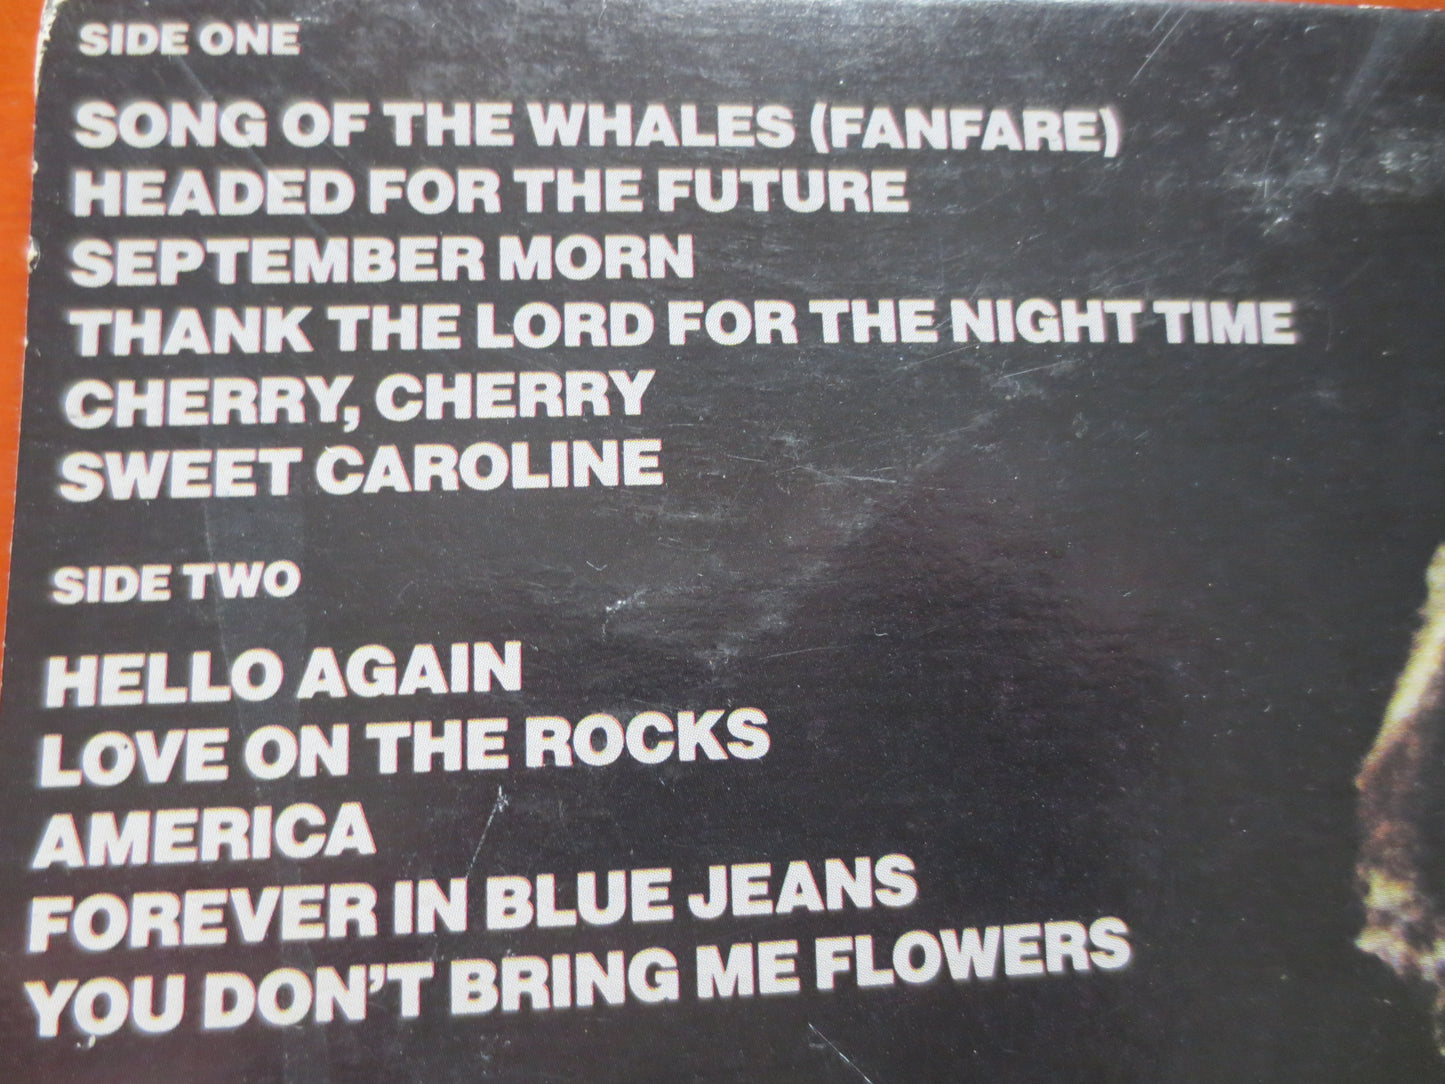 SIDE ONE
SONG OF THE WHALES (FANFARE)
HEADED FOR THE FUTURE
SEPTEMBER MORN
THANK THE LORD FOR THE NIGHT TIME
CHERRY, CHERRY
SWEET CAROLINE
SIDE TWO
HELLO AGAIN
LOVE ON THE ROCKS
AMERICA
FOREVER IN BLUE JEANS
YOU DON'T BRING ME FLOWERS